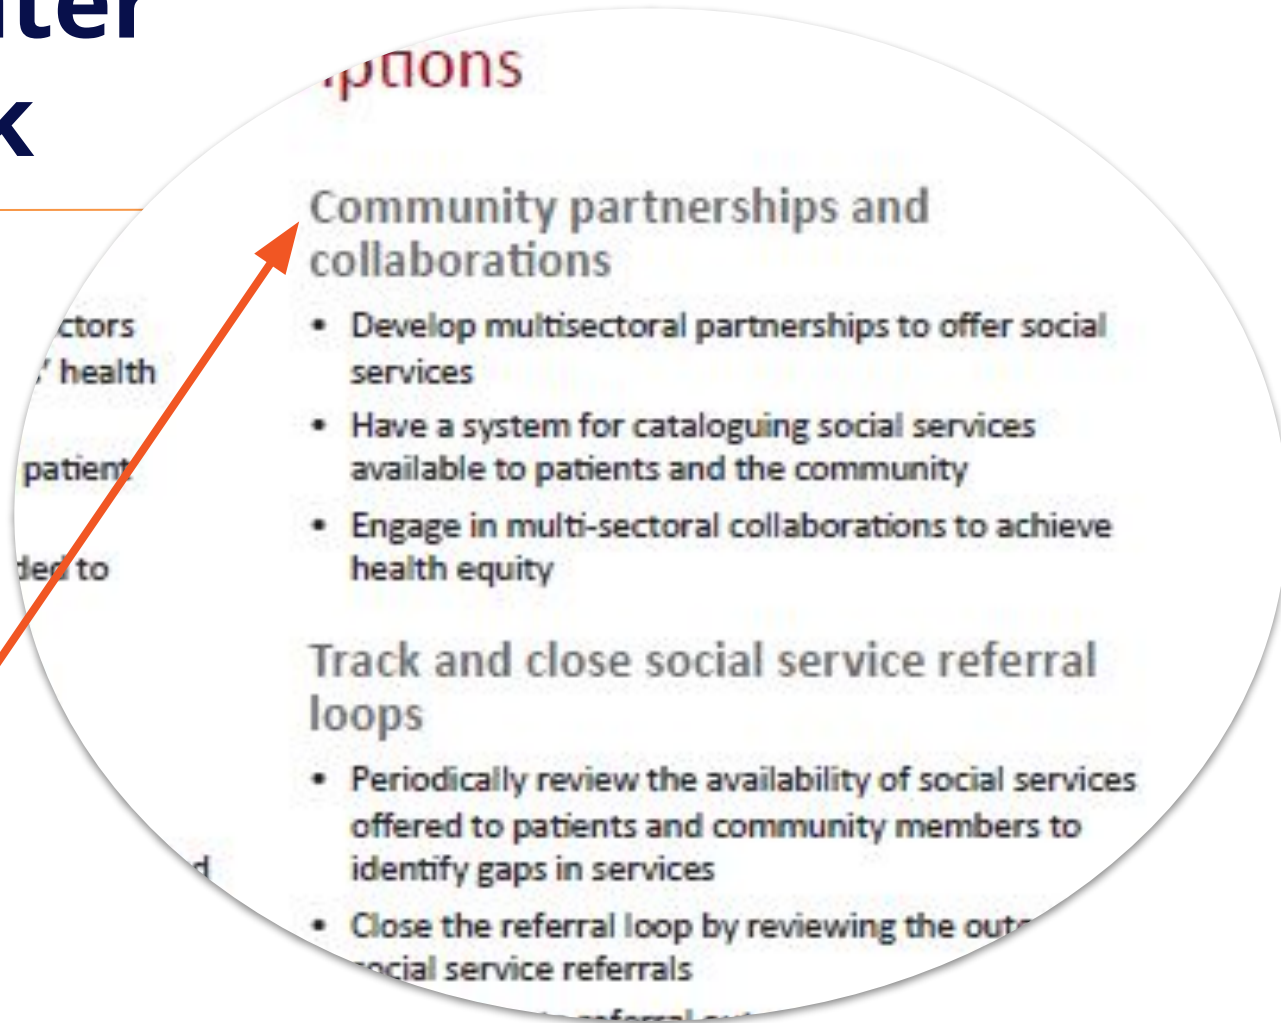 ptions
Community partnerships and
collaborations
ctors
health
patient
ded to
• Develop multisectoral partnerships to offer social
services
• Have a system for cataloguing social services
available to patients and the community
• Engage in multi-sectoral collaborations to achieve
health equity
Track and close social service referral
loops
• Periodically review the availability of social services
offered to patients and community members to
identify gaps in services
• Close the referral loop by reviewing the
social service referrals